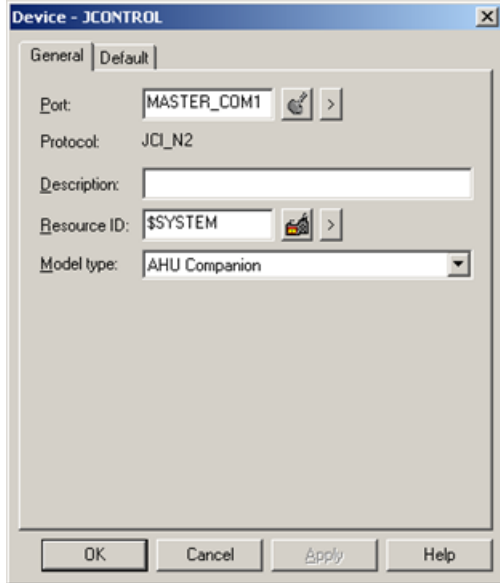 Device - JCONTROL
General Default
Port: MASTER_COM1 >
Protocol: JCI_N2
Description:
Resource ID: $SYSTEM >
Model type: AHU Companion
OK Cancel Apply Help